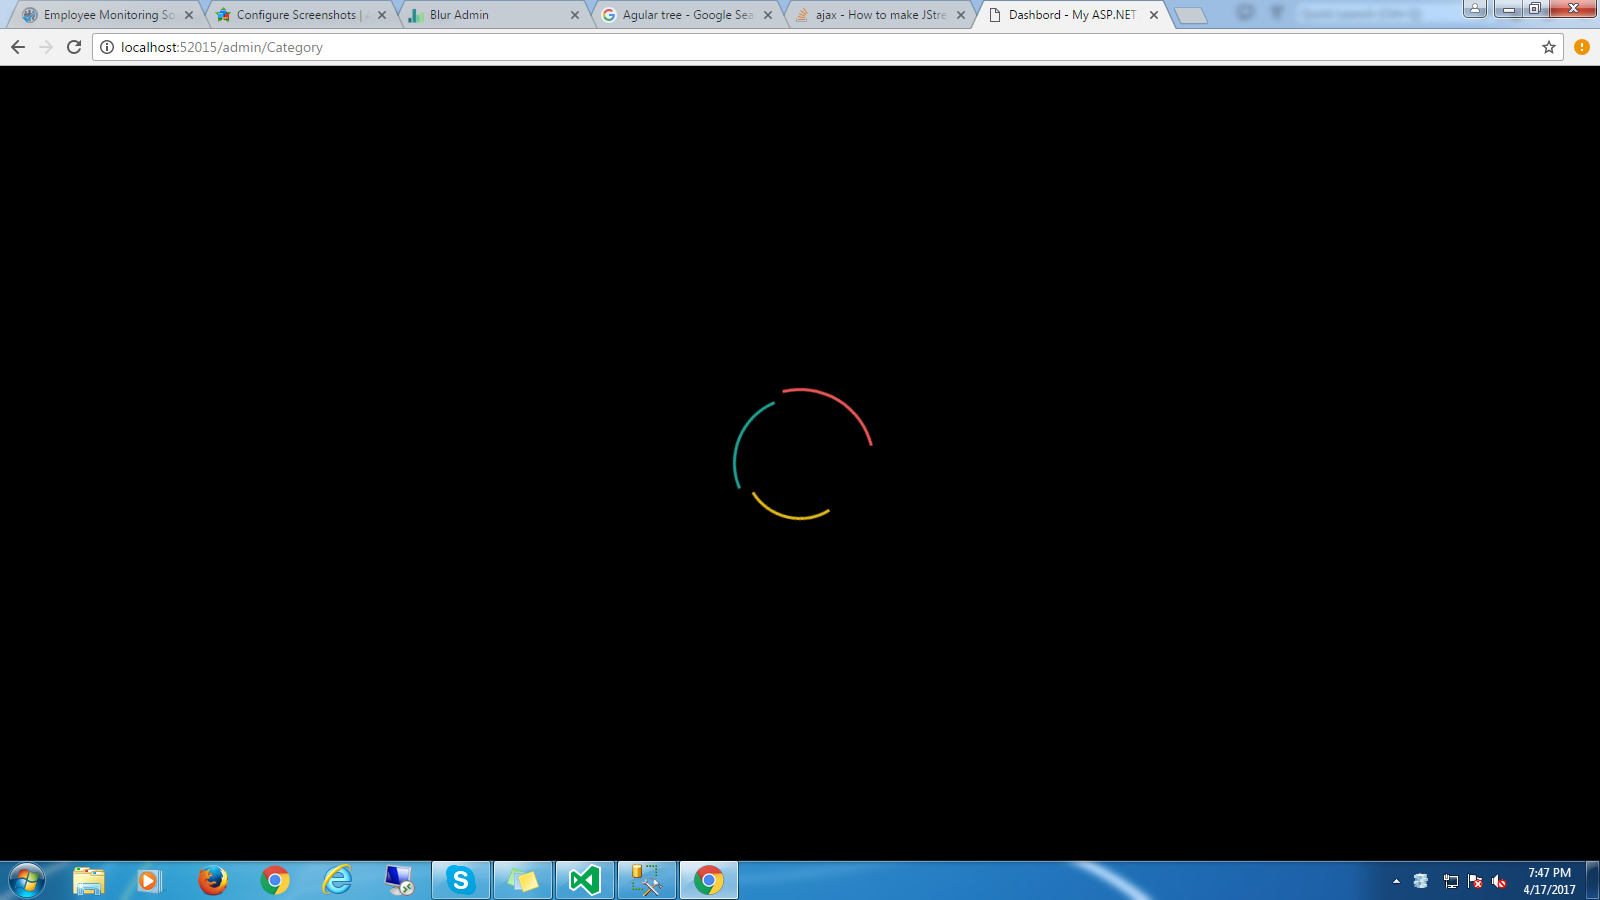 Employee Monitoring So
Configure Screenshots |
Blur Admin
Agular tree - Google Sea
ajax - How to make JStre
Dashbord - My ASP.NET
localhost:52015/admin/Category
7:47 PM
4/17/2017